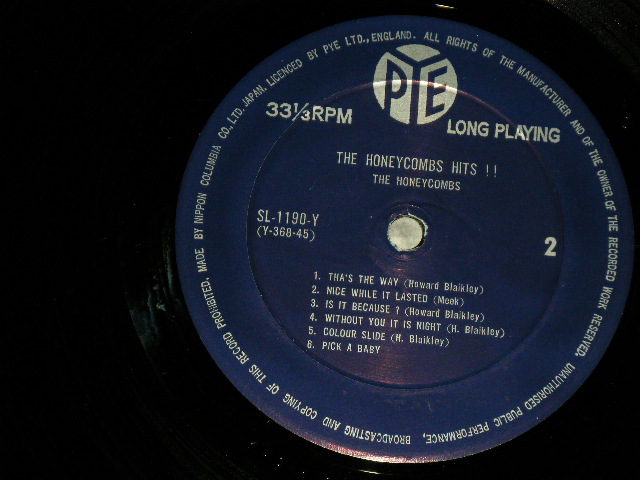 MADE BY NIPPON COLUMBIA CO., LTD. JAPAN. LICENCED BY PYE LTD., ENGLAND. ALL RIGHTS OF THE MANUFACTURER AND OF THE OWNER OF THE RECORDED WORK RESERVED. UNAUTHORISED PUBLIC PERFORMANCE, BROADCASTING AND COPYING OF THIS RECORD PROHIBITED.
PYE
33⅓RPM
LONG PLAYING
THE HONEYCOMBS HITS !!
THE HONEYCOMBS
SL-1190-Y
(Y-368-45)
2
1. THA'S THE WAY (Howard Blaikley)
2. NICE WHILE IT LASTED (Meek)
3. IS IT BECAUSE ? (Howard Blaikley)
4. WITHOUT YOU IT IS NIGHT (H. Blaikley)
5. COLOUR SLIDE (H. Blaikley)
6. PICK A BABY